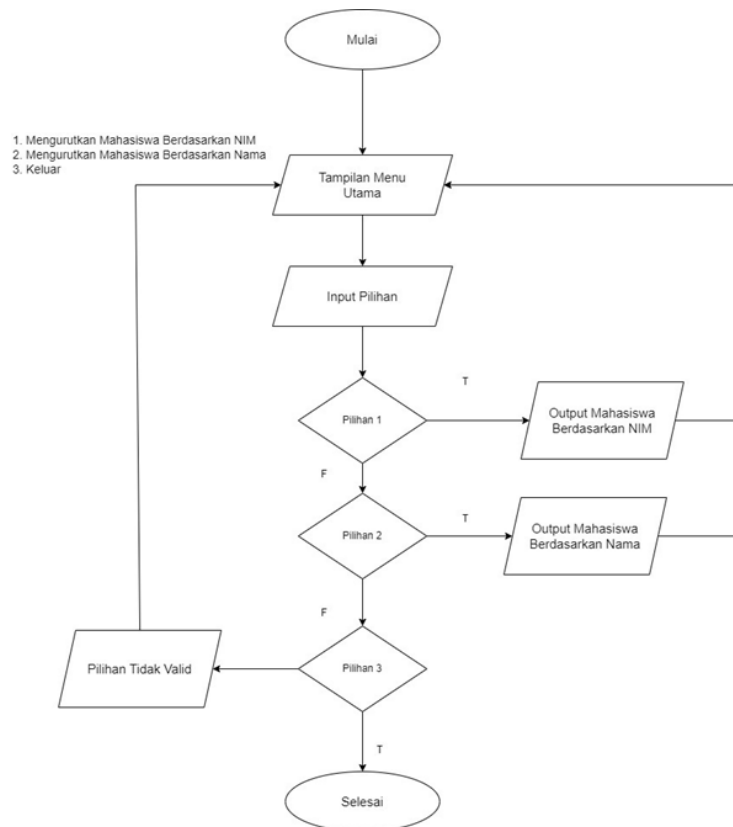 Mulai
1. Mengurutkan Mahasiswa Berdasarkan NIM
2. Mengurutkan Mahasiswa Berdasarkan Nama
3. Keluar
Tampilan Menu
Utama
Input Pilihan
T
Pilihan 1
Output Mahasiswa
Berdasarkan NIM
F
T
Pilihan 2
Output Mahasiswa
Berdasarkan Nama
F
Pilihan Tidak Valid
Pilihan 3
T
Selesai